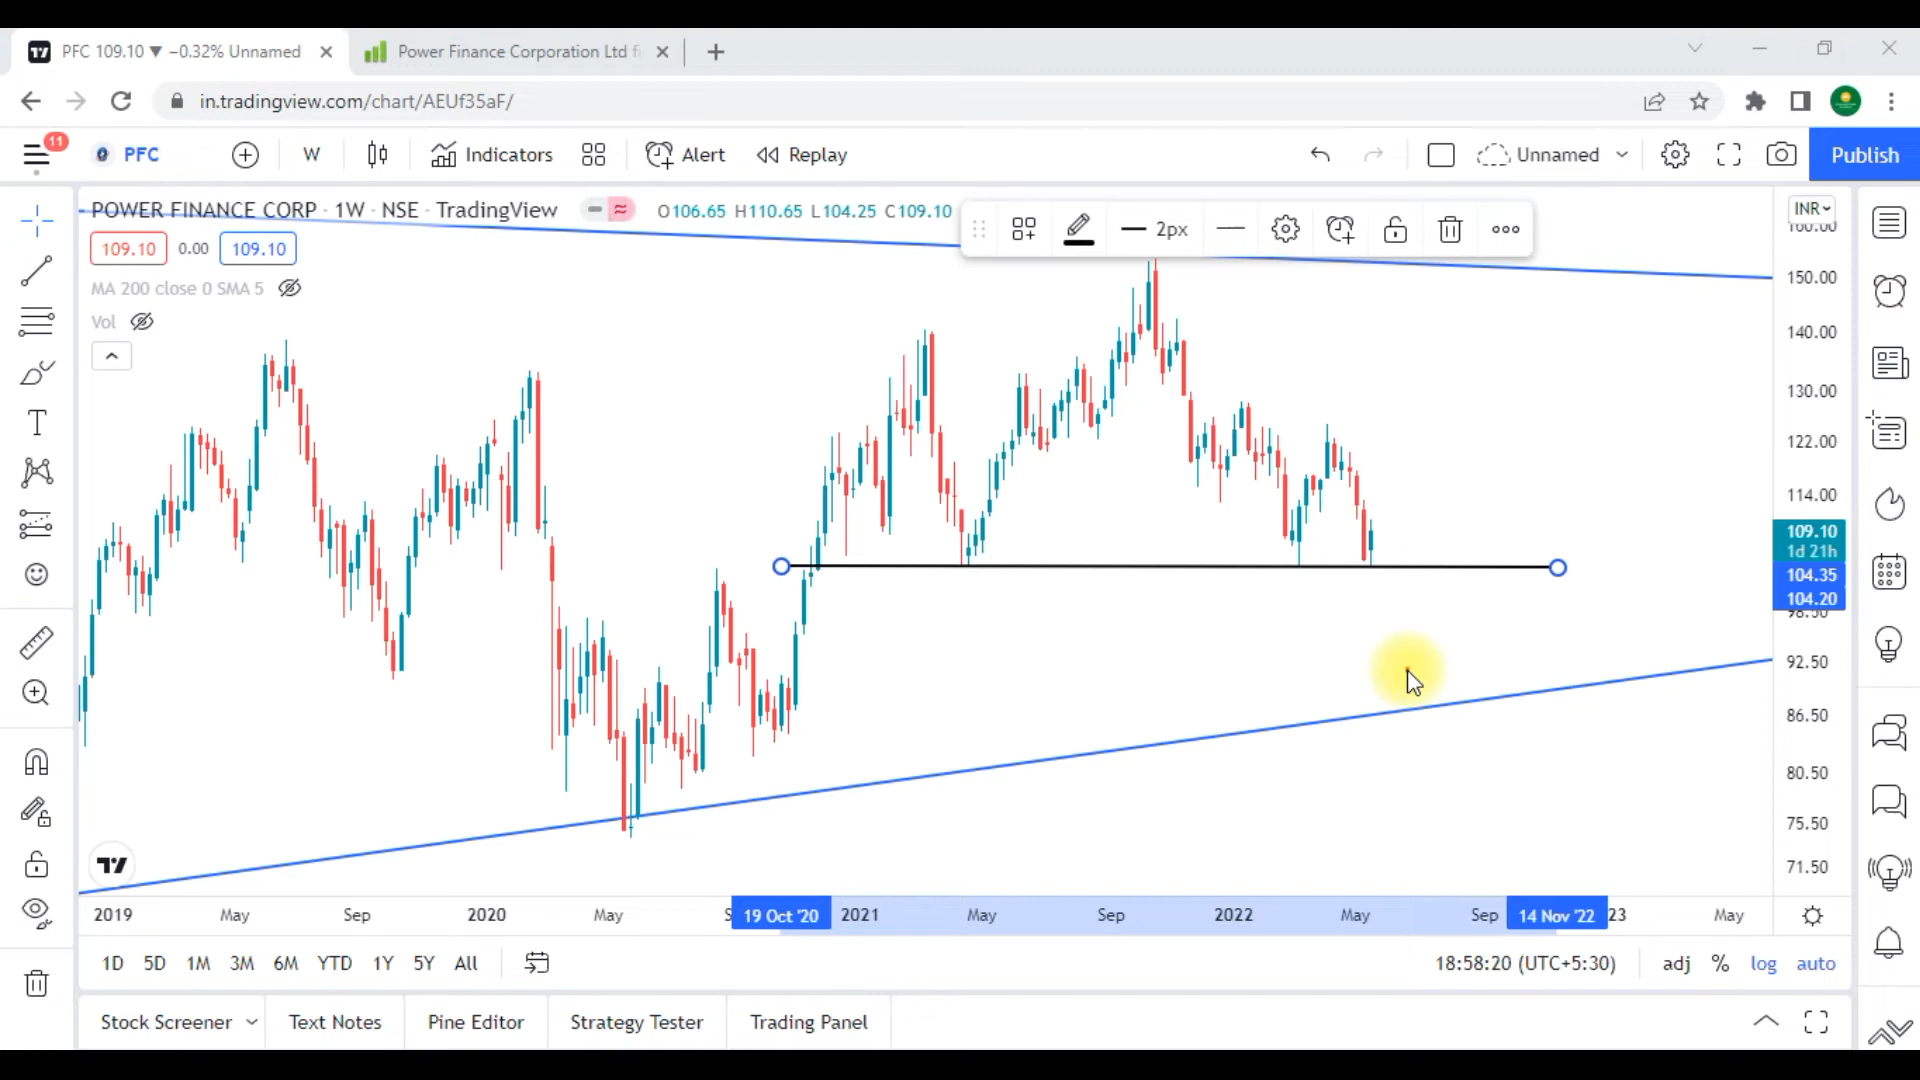 PFC 109.10 ▼ −0.32% Unnamed
Power Finance Corporation Ltd fi
in.tradingview.com/chart/AEUf35aF/
11
PFC
W
Indicators
Alert
Replay
Unnamed
Publish
POWER FINANCE CORP · 1W · NSE · TradingView
O106.65 H110.65 L104.25 C109.10
2px
INR
109.10 0.00 109.10
MA 200 close 0 SMA 5
Vol
160.00
150.00
140.00
130.00
122.00
114.00
109.10
1d 21h
104.35
104.20
98.50
92.50
86.50
80.50
75.50
71.50
2019 May Sep 2020 May S 19 Oct '20 2021 May Sep 2022 May Sep 14 Nov '22 23 May
1D 5D 1M 3M 6M YTD 1Y 5Y All
18:58:20 (UTC+5:30) adj % log auto
Stock Screener Text Notes Pine Editor Strategy Tester Trading Panel